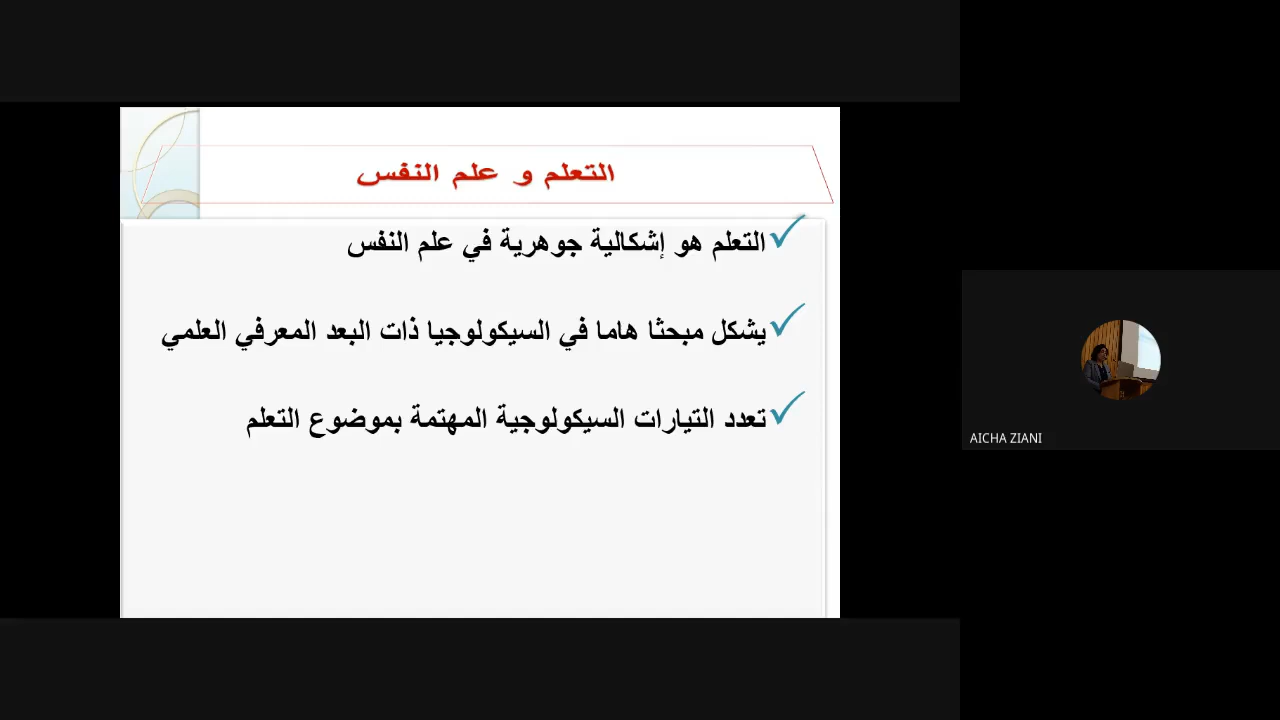 التعلم و علم النفس
التعلم هو إشكالية جوهرية في علم النفس
يشكل مبحثا هاما في السيكولوجيا ذات البعد المعرفي العلمي
تعدد التيارات السيكولوجية المهتمة بموضوع التعلم
AICHA ZIANI